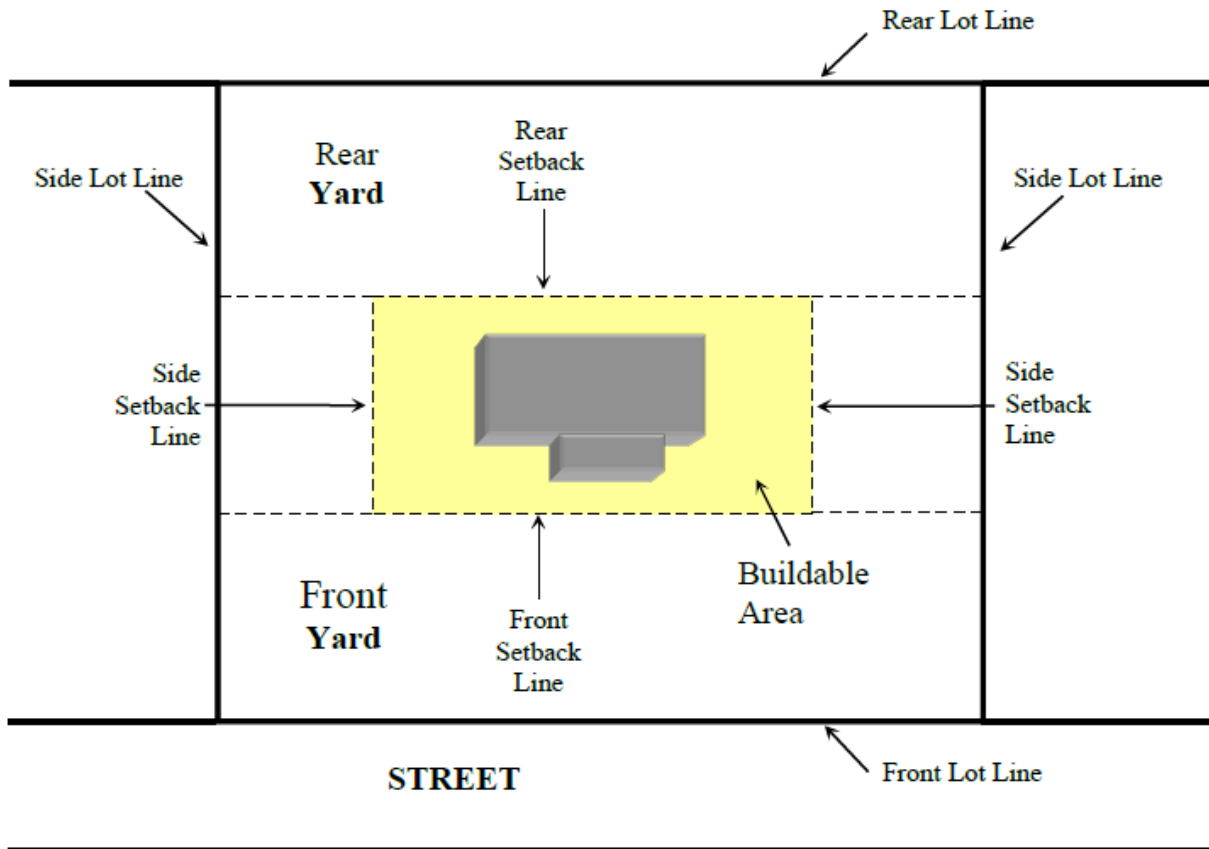 Rear Lot Line
Rear
Yard
Rear
Setback
Line
Side Lot Line
Side Lot Line
Side
Setback
Line
Side
Setback
Line
Buildable
Area
Front
Yard
Front
Setback
Line
STREET
Front Lot Line